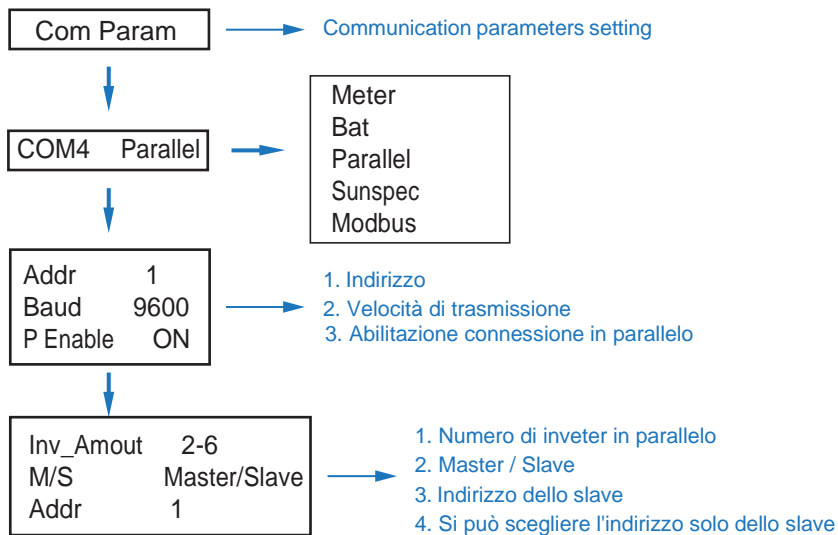 Com Param
Communication parameters setting
COM4 Parallel
Meter
Bat
Parallel
Sunspec
Modbus
Addr 1
Baud 9600
P Enable ON
1. Indirizzo
2. Velocità di trasmissione
3. Abilitazione connessione in parallelo
Inv_Amout 2-6
M/S Master/Slave
Addr 1
1. Numero di inveter in parallelo
2. Master / Slave
3. Indirizzo dello slave
4. Si può scegliere l'indirizzo solo dello slave